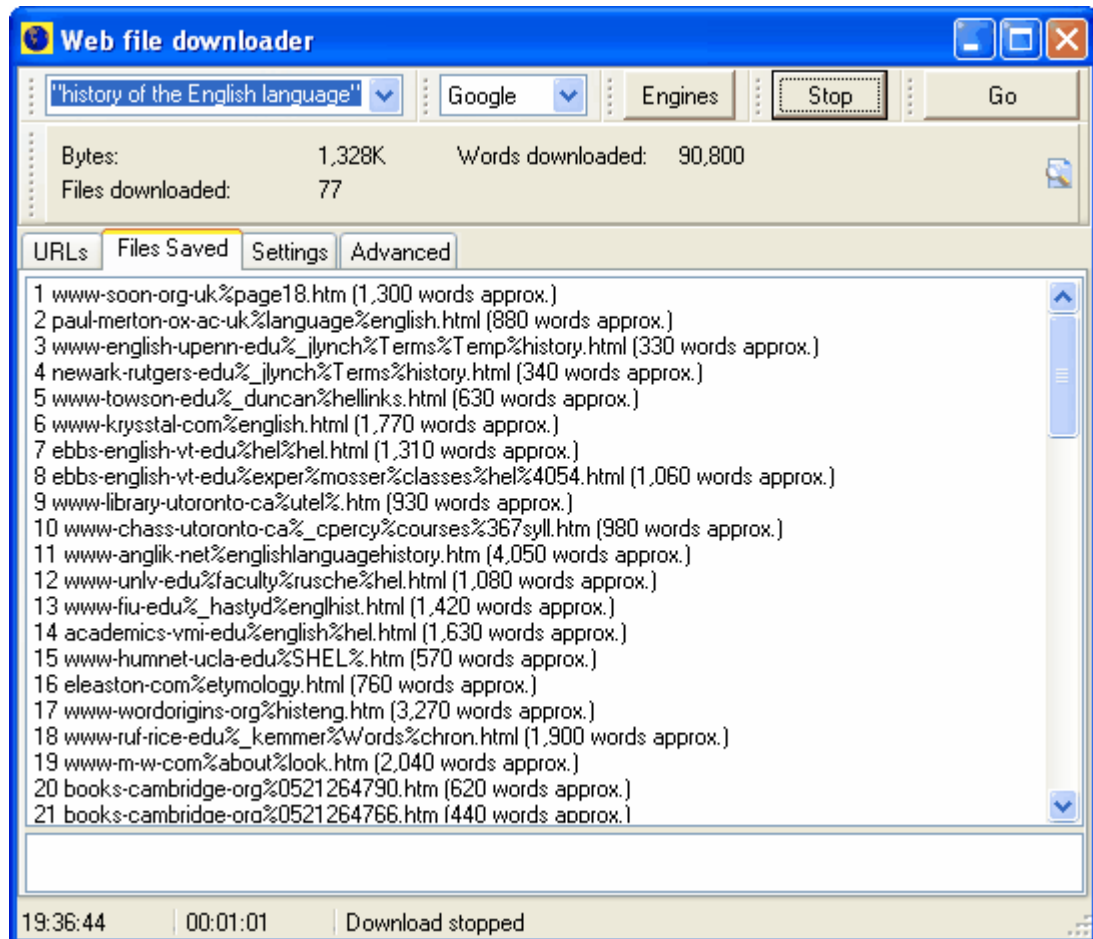 Web file downloader
"history of the English language" Google Engines Stop Go
Bytes: 1,328K Words downloaded: 90,800
Files downloaded: 77
URLs Files Saved Settings Advanced
1 www-soon-org-uk%page18.htm (1,300 words approx.)
2 paul-merton-ox-ac-uk%language%english.html (880 words approx.)
3 www-english-upenn-edu%_jlynch%Terms%Temp%history.html (330 words approx.)
4 newark-rutgers-edu%_jlynch%Terms%history.html (340 words approx.)
5 www-towson-edu%_duncan%hellinks.html (630 words approx.)
6 www-krysstal-com%english.html (1,770 words approx.)
7 ebbs-english-vt-edu%hel%hel.html (1,310 words approx.)
8 ebbs-english-vt-edu%exper%mosser%classes%hel%4054.html (1,060 words approx.)
9 www-library-utoronto-ca%utel%.htm (930 words approx.)
10 www-chass-utoronto-ca%_cpercy%courses%367syll.htm (980 words approx.)
11 www-anglik-net%englishlanguagehistory.htm (4,050 words approx.)
12 www-unlv-edu%faculty%rusche%hel.html (1,080 words approx.)
13 www-fiu-edu%_hastyd%englhist.html (1,420 words approx.)
14 academics-vmi-edu%english%hel.html (1,630 words approx.)
15 www-humnet-ucla-edu%SHEL%.htm (570 words approx.)
16 eleaston-com%etymology.html (760 words approx.)
17 www-wordorigins-org%histeng.htm (3,270 words approx.)
18 www-ruf-rice-edu%_kemmer%Words%chron.html (1,900 words approx.)
19 www-m-w-com%about%look.htm (2,040 words approx.)
20 books-cambridge-org%0521264790.htm (620 words approx.)
21 books-cambridge-org%0521264766.htm (440 words approx.)
19:36:44 00:01:01 Download stopped